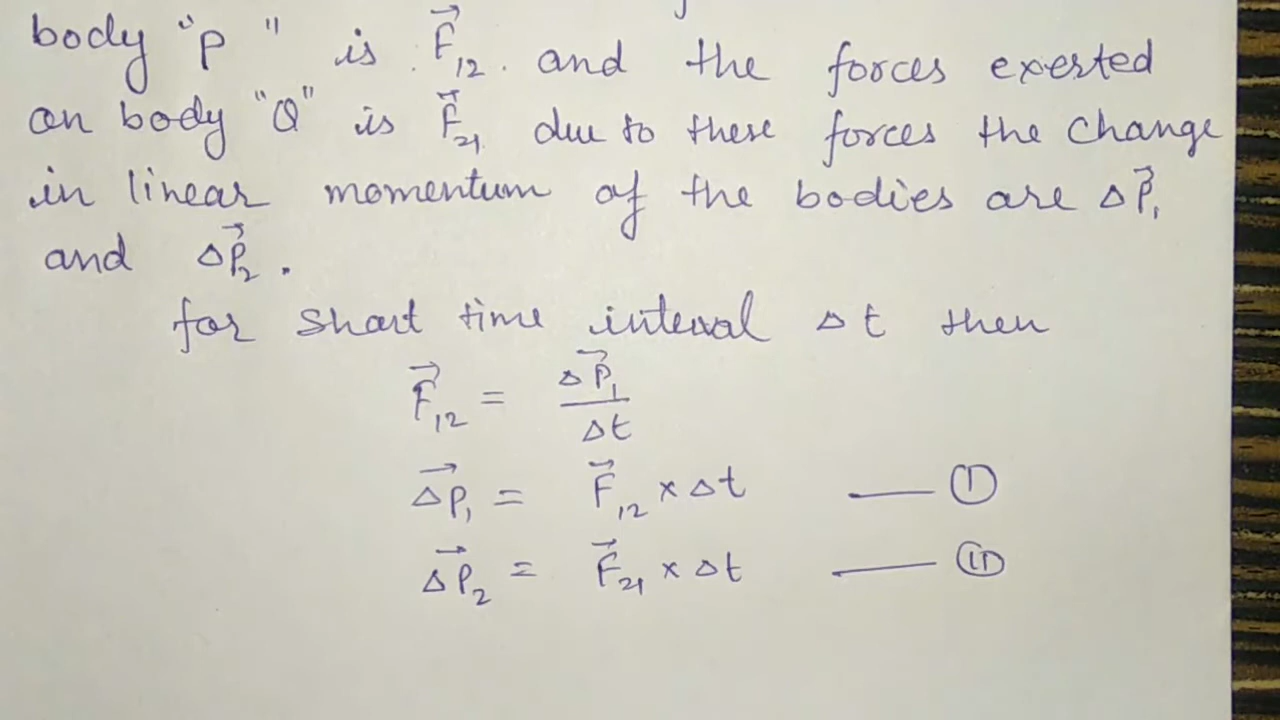 body "P" is F⃗₁₂. and the forces exerted
on body "Q" is F⃗₂₁ due to these forces the change
in linear momentum of the bodies are ΔP⃗₁
and ΔP⃗₂.
for short time interval Δt then
F⃗₁₂ = ΔP⃗₁ / Δt
ΔP⃗₁ = F⃗₁₂ × Δt —— (I)
ΔP⃗₂ = F⃗₂₁ × Δt —— (II)